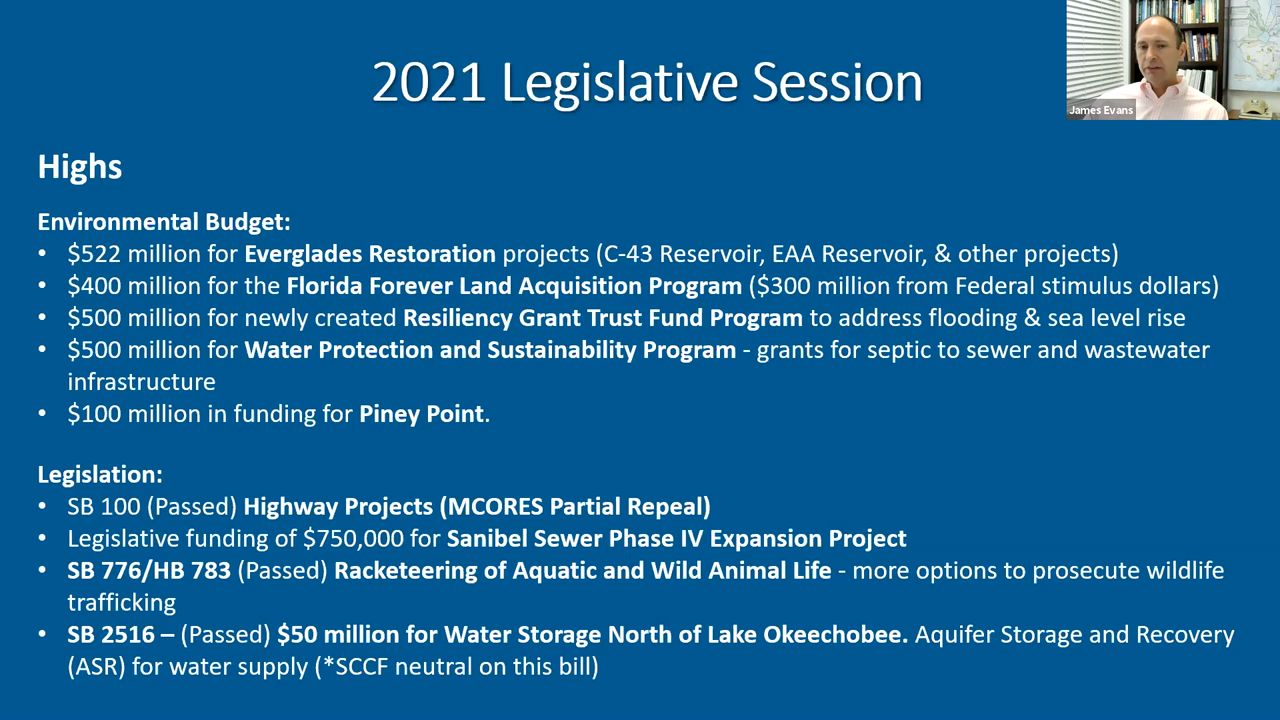 2021 Legislative Session
James Evans
Highs
Environmental Budget:
• $522 million for Everglades Restoration projects (C-43 Reservoir, EAA Reservoir, & other projects)
• $400 million for the Florida Forever Land Acquisition Program ($300 million from Federal stimulus dollars)
• $500 million for newly created Resiliency Grant Trust Fund Program to address flooding & sea level rise
• $500 million for Water Protection and Sustainability Program - grants for septic to sewer and wastewater
infrastructure
• $100 million in funding for Piney Point.
Legislation:
• SB 100 (Passed) Highway Projects (MCORES Partial Repeal)
• Legislative funding of $750,000 for Sanibel Sewer Phase IV Expansion Project
• SB 776/HB 783 (Passed) Racketeering of Aquatic and Wild Animal Life - more options to prosecute wildlife
trafficking
• SB 2516 – (Passed) $50 million for Water Storage North of Lake Okeechobee. Aquifer Storage and Recovery
(ASR) for water supply (*SCCF neutral on this bill)